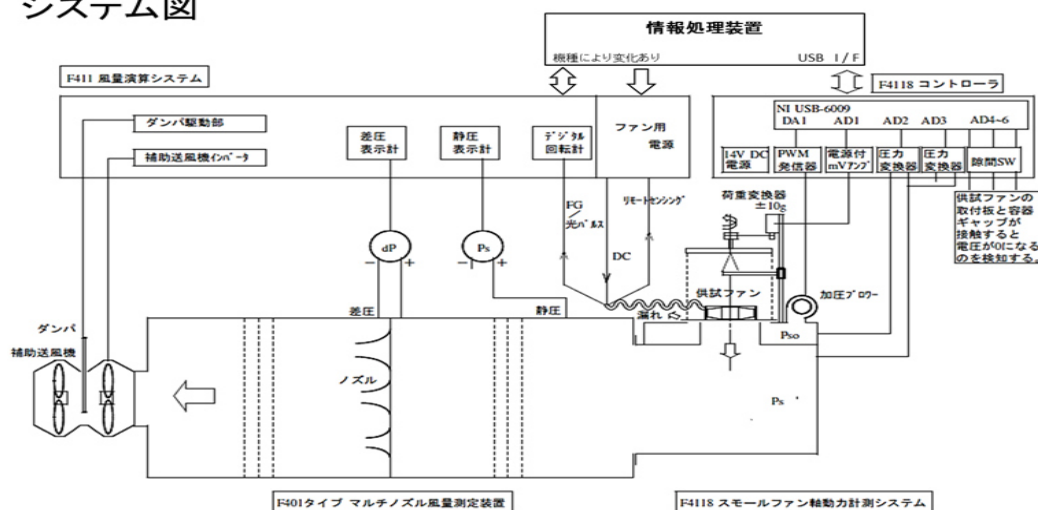 システム図
情報処理装置
機種により変化あり USB I/F
F411 風量演算システム
F4118 コントローラ
NI USB-6009
DA1 AD1 AD2 AD3 AD4~6
ダンパ駆動部
補助送風機インバータ
差圧
表示計
静圧
表示計
デジタル
回転計
ファン用
電源
14V DC
電源
PWM
発信器
電源付
mVアンプ
圧力
変換器
圧力
変換器
隙間SW
荷重変換器
±10g
供試ファンの
取付板と容器
ギャップが
接触すると
電圧が0になる
のを検知する。
FG
/
光パルス
リモートセンシング
DC
dP
- +
Ps
- +
差圧
静圧
供試ファン
加圧ブロワー
漏れ
Pso
ダンパ
補助送風機
ノズル
Ps
F401タイプ マルチノズル風量測定装置
F4118 スモールファン軸動力計測システム